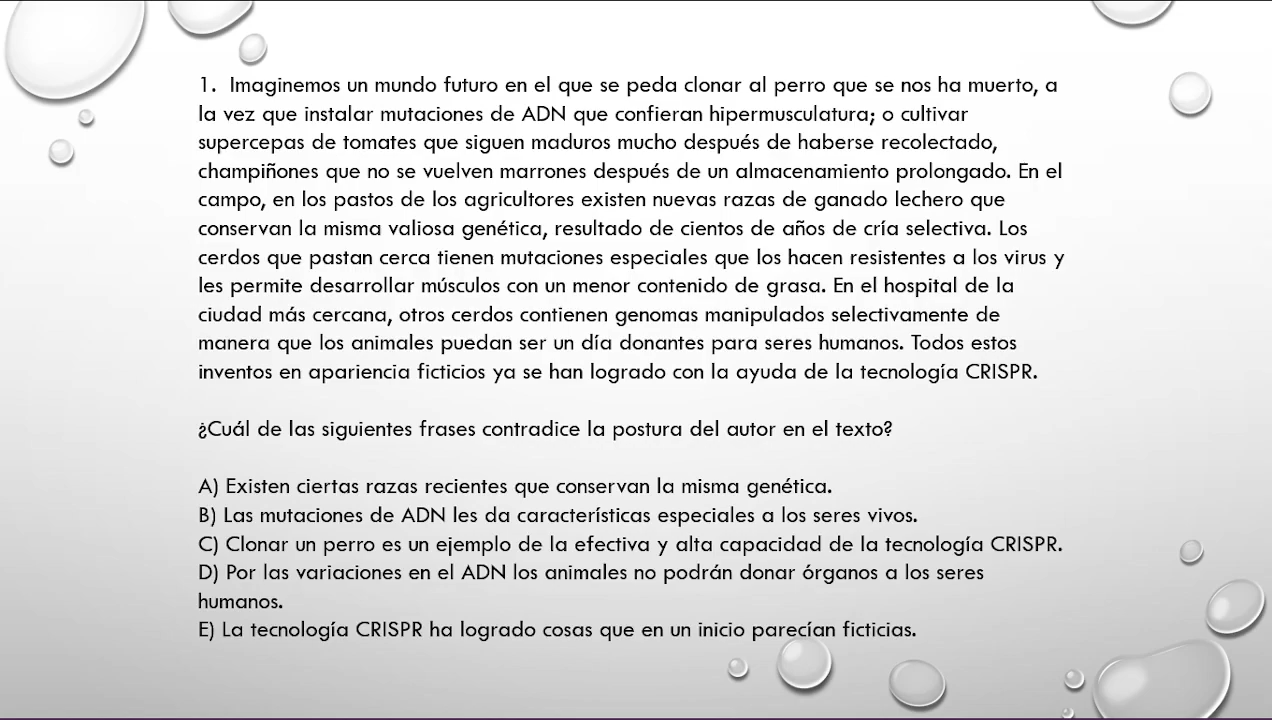 1. Imaginemos un mundo futuro en el que se peda clonar al perro que se nos ha muerto, a
la vez que instalar mutaciones de ADN que confieran hipermusculatura; o cultivar
supercepas de tomates que siguen maduros mucho después de haberse recolectado,
champiñones que no se vuelven marrones después de un almacenamiento prolongado. En el
campo, en los pastos de los agricultores existen nuevas razas de ganado lechero que
conservan la misma valiosa genética, resultado de cientos de años de cría selectiva. Los
cerdos que pastan cerca tienen mutaciones especiales que los hacen resistentes a los virus y
les permite desarrollar músculos con un menor contenido de grasa. En el hospital de la
ciudad más cercana, otros cerdos contienen genomas manipulados selectivamente de
manera que los animales puedan ser un día donantes para seres humanos. Todos estos
inventos en apariencia ficticios ya se han logrado con la ayuda de la tecnología CRISPR.
¿Cuál de las siguientes frases contradice la postura del autor en el texto?
A) Existen ciertas razas recientes que conservan la misma genética.
B) Las mutaciones de ADN les da características especiales a los seres vivos.
C) Clonar un perro es un ejemplo de la efectiva y alta capacidad de la tecnología CRISPR.
D) Por las variaciones en el ADN los animales no podrán donar órganos a los seres
humanos.
E) La tecnología CRISPR ha logrado cosas que en un inicio parecían ficticias.